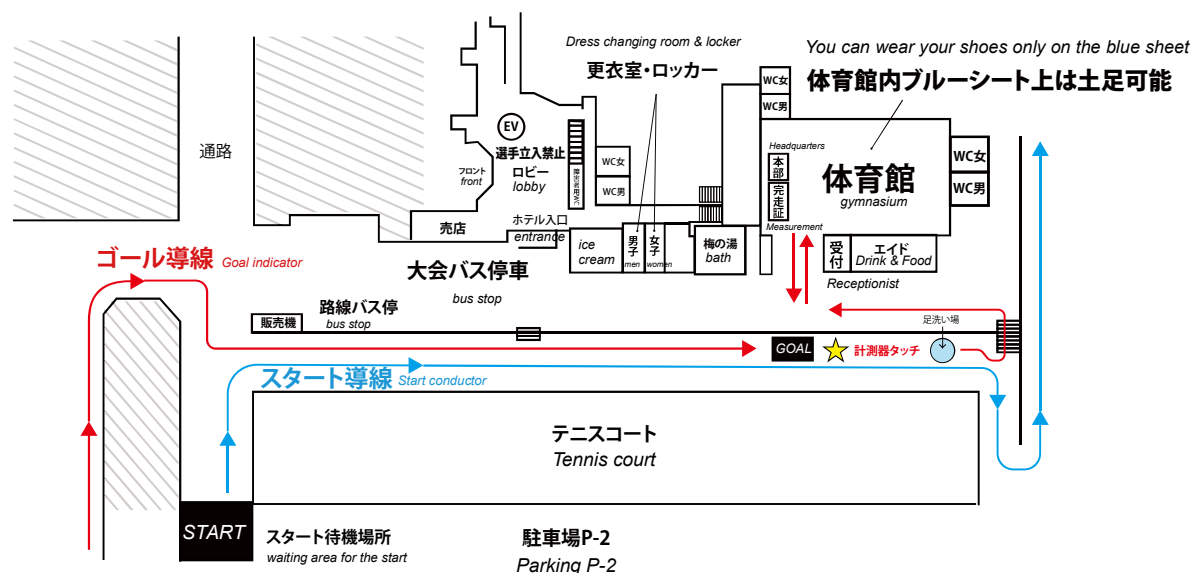 Dress changing room & locker
更衣室・ロッカー
You can wear your shoes only on the blue sheet
体育館内ブルーシート上は土足可能
通路
EV
選手立入禁止
ロビー
lobby
フロント
front
障害者用WC
WC女
WC男
WC女
WC男
Headquarters
本部
完走証
Measurement
体育館
gymnasium
WC女
WC男
売店
ホテル入口
entrance
ice
cream
男子
men
女子
women
梅の湯
bath
受付
Receptionist
エイド
Drink & Food
ゴール導線 Goal indicator
大会バス停車
bus stop
販売機
路線バス停
bus stop
GOAL
計測器タッチ
足洗い場
スタート導線 Start conductor
テニスコート
Tennis court
START
スタート待機場所
waiting area for the start
駐車場P-2
Parking P-2